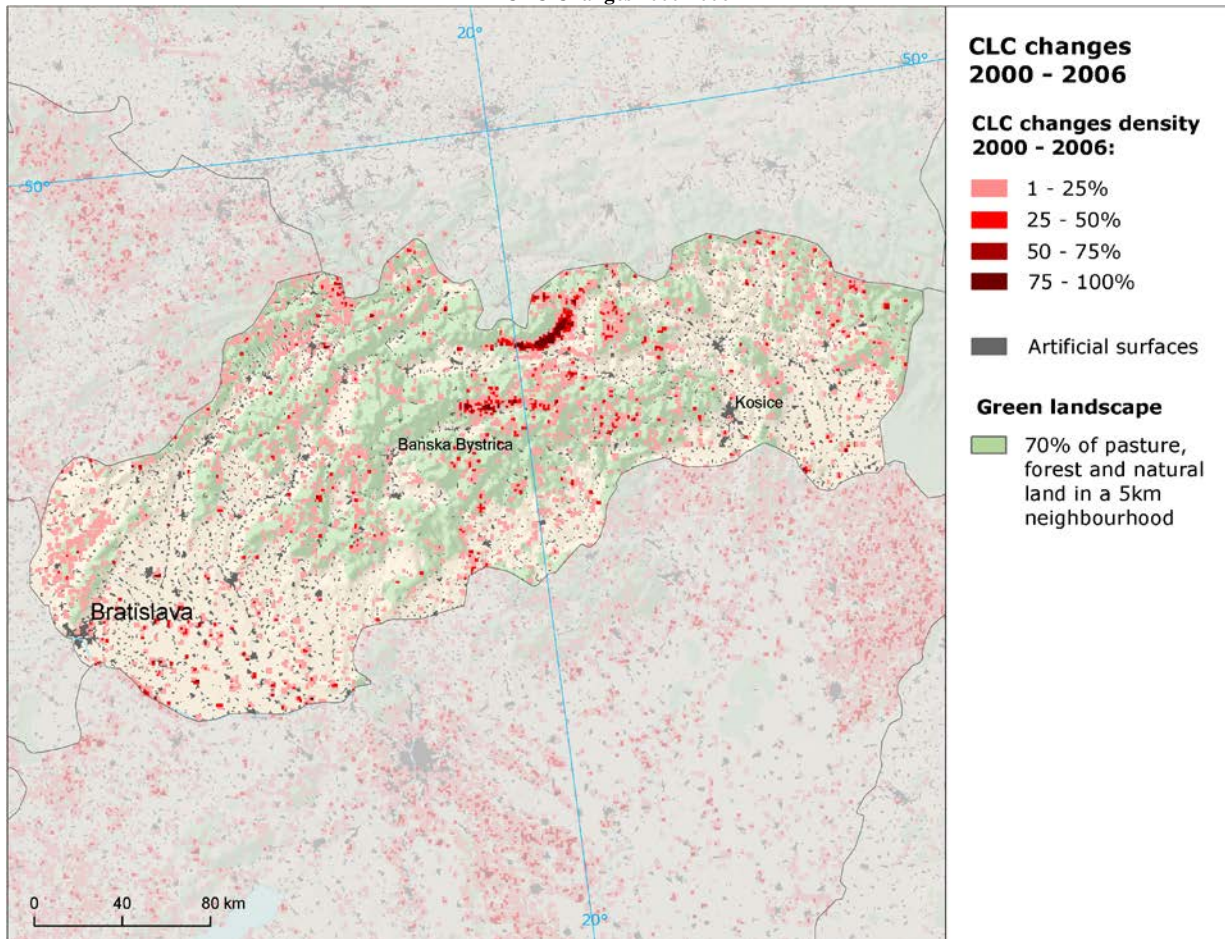 20°
50°
50°
Kosice
Banska Bystrica
Bratislava
0 40 80 km
20°
CLC changes
2000 - 2006
CLC changes density
2000 - 2006:
1 - 25%
25 - 50%
50 - 75%
75 - 100%
Artificial surfaces
Green landscape
70% of pasture,
forest and natural
land in a 5km
neighbourhood